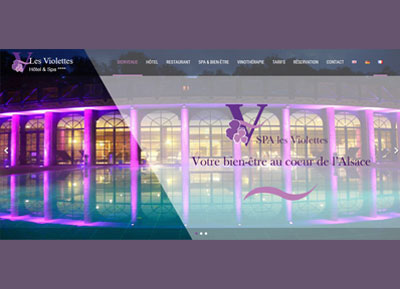 Les Violettes
Hôtel & Spa ****
BIENVENUE HÔTEL RESTAURANT SPA & BIEN-ÊTRE VINOTHÉRAPIE TARIFS RÉSERVATION CONTACT
SPA les Violettes
Votre bien-être au coeur de l'Alsace